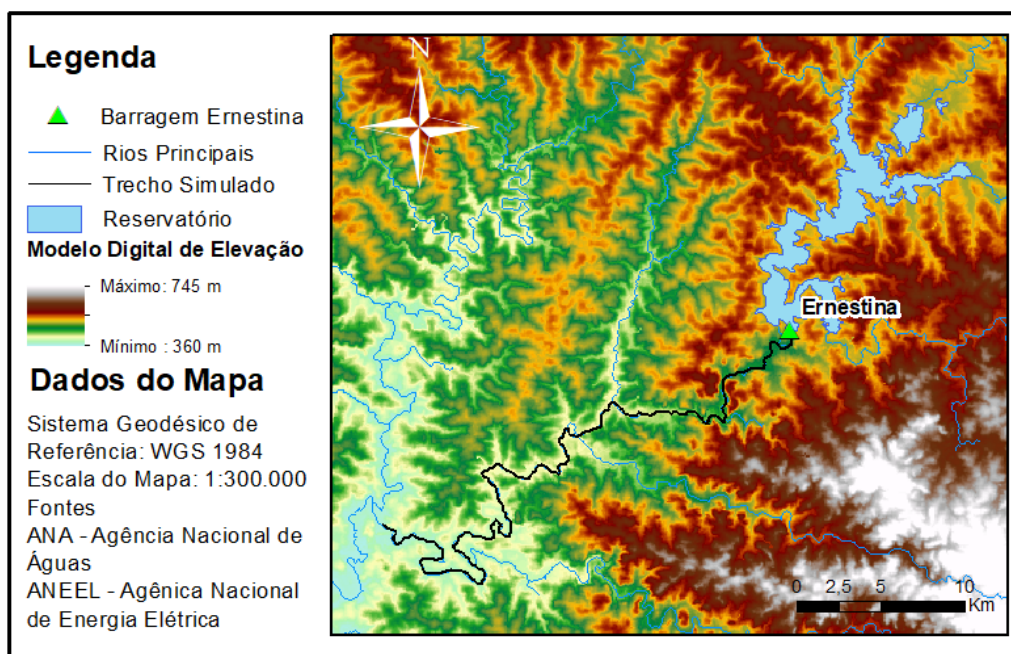 Legenda
Barragem Ernestina
Rios Principais
Trecho Simulado
Reservatório
Modelo Digital de Elevação
Máximo: 745 m
Mínimo : 360 m
Dados do Mapa
Sistema Geodésico de
Referência: WGS 1984
Escala do Mapa: 1:300.000
Fontes
ANA - Agência Nacional de
Águas
ANEEL - Agênica Nacional
de Energia Elétrica
N
Ernestina
0 2,5 5 10
Km